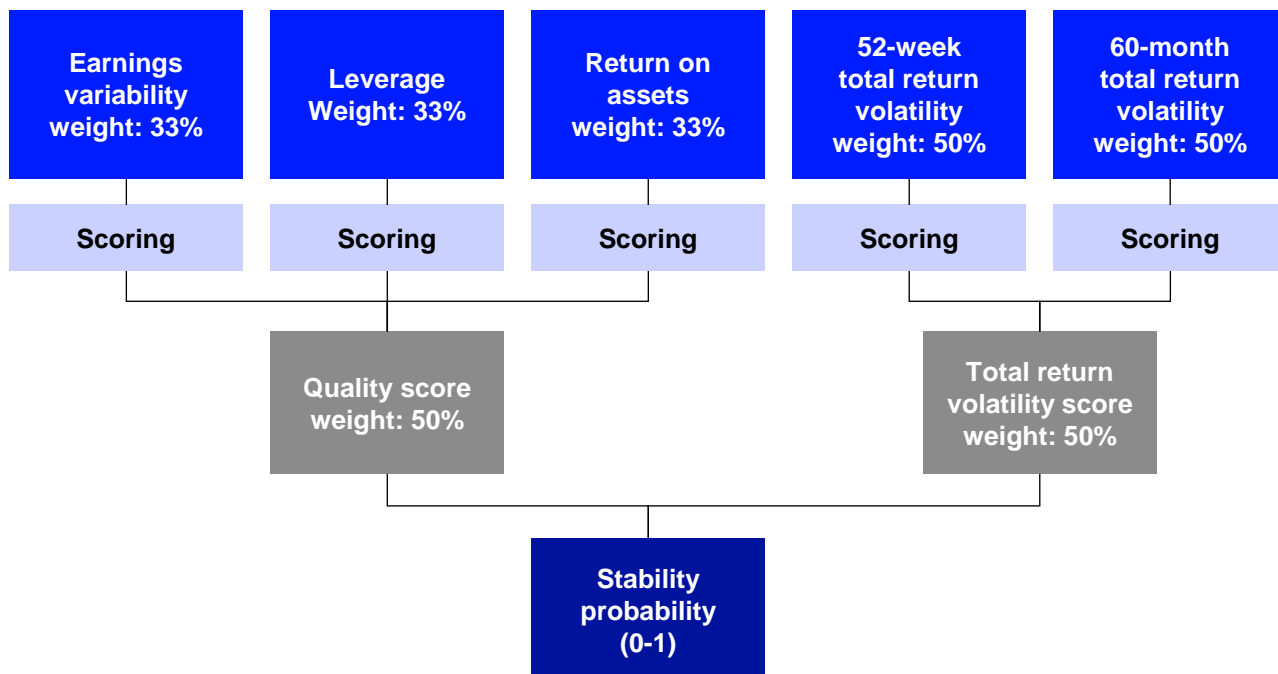 Earnings
variability
weight: 33%
Leverage
Weight: 33%
Return on
assets
weight: 33%
52-week
total return
volatility
weight: 50%
60-month
total return
volatility
weight: 50%
Scoring
Scoring
Scoring
Scoring
Scoring
Quality score
weight: 50%
Total return
volatility score
weight: 50%
Stability
probability
(0-1)